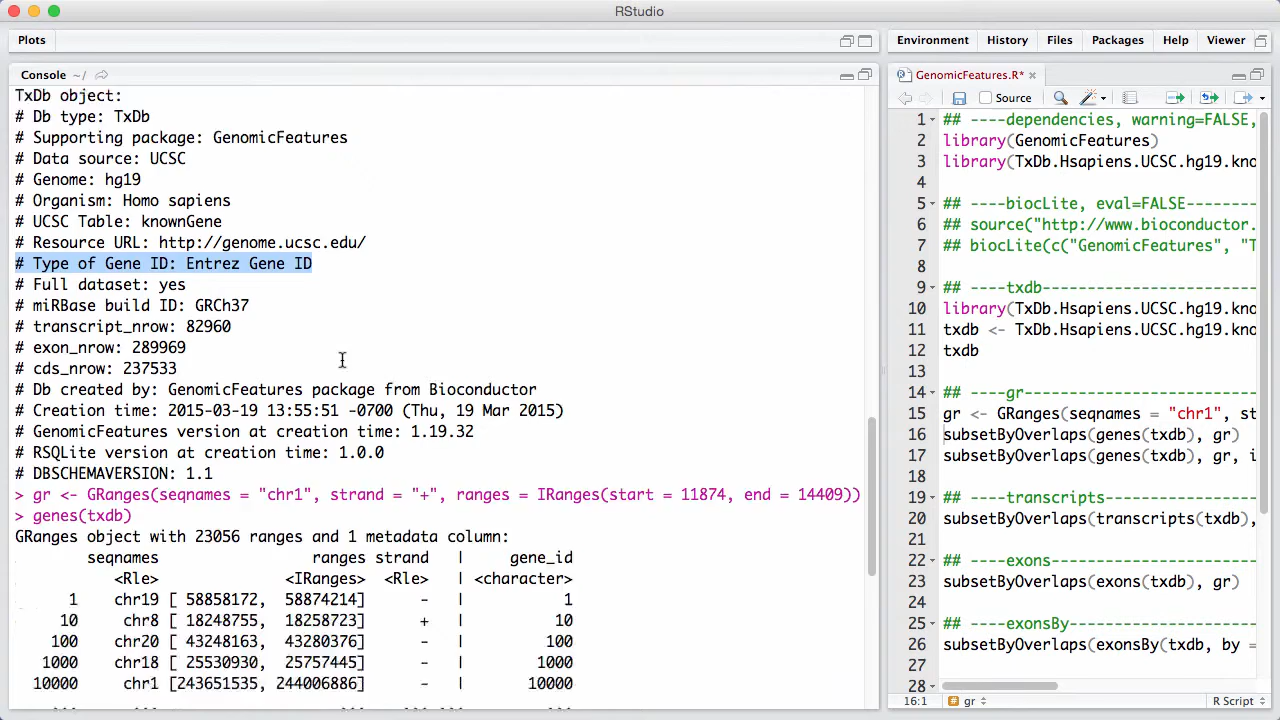 RStudio
Plots
Console ~/
TxDb object:
# Db type: TxDb
# Supporting package: GenomicFeatures
# Data source: UCSC
# Genome: hg19
# Organism: Homo sapiens
# UCSC Table: knownGene
# Resource URL: http://genome.ucsc.edu/
# Type of Gene ID: Entrez Gene ID
# Full dataset: yes
# miRBase build ID: GRCh37
# transcript_nrow: 82960
# exon_nrow: 289969
# cds_nrow: 237533
# Db created by: GenomicFeatures package from Bioconductor
# Creation time: 2015-03-19 13:55:51 -0700 (Thu, 19 Mar 2015)
# GenomicFeatures version at creation time: 1.19.32
# RSQLite version at creation time: 1.0.0
# DBSCHEMAVERSION: 1.1
> gr <- GRanges(seqnames = "chr1", strand = "+", ranges = IRanges(start = 11874, end = 14409))
> genes(txdb)
GRanges object with 23056 ranges and 1 metadata column:
seqnames ranges strand | gene_id
<Rle> <IRanges> <Rle> | <character>
1 chr19 [ 58858172, 58874214] - | 1
10 chr8 [ 18248755, 18258723] + | 10
100 chr20 [ 43248163, 43280376] - | 100
1000 chr18 [ 25530930, 25757445] - | 1000
10000 chr1 [243651535, 244006886] - | 10000
Environment History Files Packages Help Viewer
GenomicFeatures.R*
Source
1 ## ----dependencies, warning=FALSE,
2 library(GenomicFeatures)
3 library(TxDb.Hsapiens.UCSC.hg19.kno
4
5 ## ----biocLite, eval=FALSE-------
6 ## source("http://www.bioconductor.
7 ## biocLite(c("GenomicFeatures", "T
8
9 ## ----txdb------------------------
10 library(TxDb.Hsapiens.UCSC.hg19.kno
11 txdb <- TxDb.Hsapiens.UCSC.hg19.kno
12 txdb
13
14 ## ----gr--------------------------
15 gr <- GRanges(seqnames = "chr1", st
16 subsetByOverlaps(genes(txdb), gr)
17 subsetByOverlaps(genes(txdb), gr, i
18
19 ## ----transcripts-----------------
20 subsetByOverlaps(transcripts(txdb),
21
22 ## ----exons-----------------------
23 subsetByOverlaps(exons(txdb), gr)
24
25 ## ----exonsBy---------------------
26 subsetByOverlaps(exonsBy(txdb, by =
27
28
16:1 # gr R Script